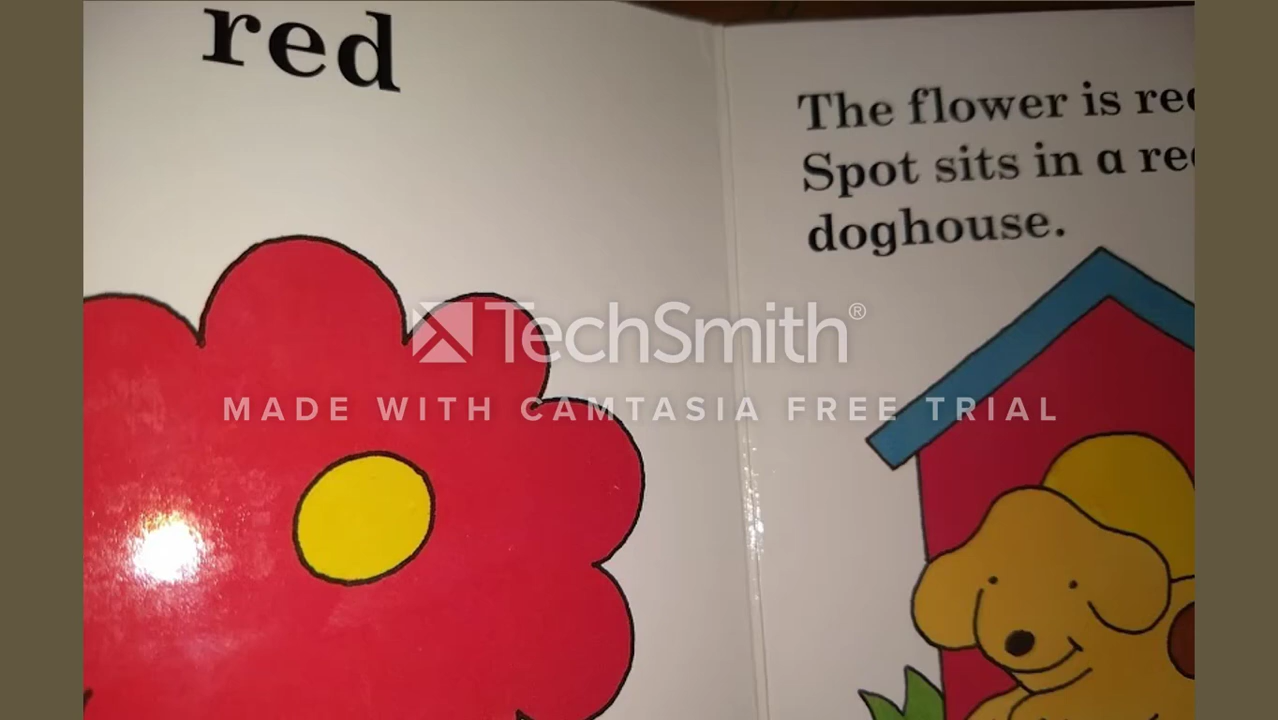 red
The flower is
Spot sits in a
doghouse.
TechSmith®
MADE WITH CAMTASIA FREE TRIAL